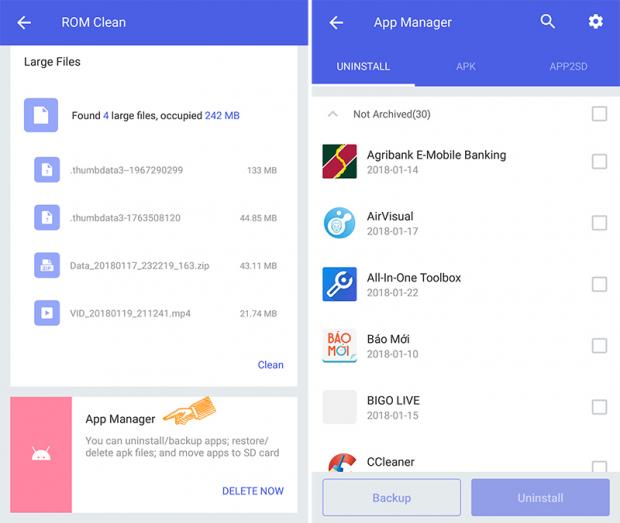 ROM Clean
Large Files
Found 4 large files, occupied 242 MB
.thumbdata3--1967290299 133 MB
.thumbdata3-1763508120 44.85 MB
ZIP
Data_20180117_232219_163.zip 43.11 MB
VID_20180119_211241.mp4 21.74 MB
Clean
App Manager
You can uninstall/backup apps; restore/
delete apk files; and move apps to SD card
DELETE NOW
App Manager
UNINSTALL APK APP2SD
Not Archived(30)
Agribank E-Mobile Banking
2018-01-14
AirVisual
2018-01-17
All-In-One Toolbox
2018-01-22
BÁO
MỚI
Báo Mới
2018-01-10
BIGO LIVE
2018-01-15
CCleaner
Backup Uninstall